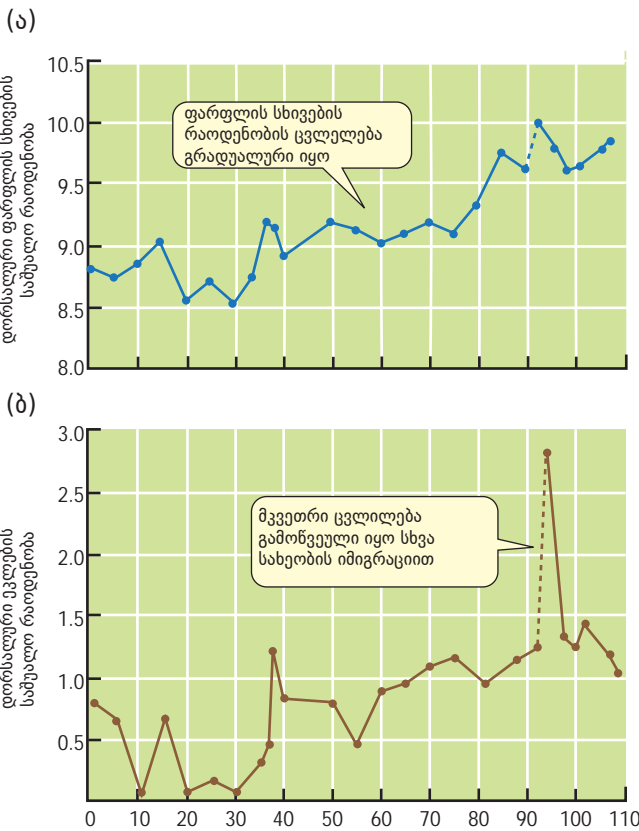 (ა)
დორსალური ფარფლის სხივების
საშუალო რაოდენობა
10.5
10.0
9.5
9.0
8.5
8.0
ფარფლის სხივების
რაოდენობის ცვლელება
გრადუალური იყო
(ბ)
დორსალური ეკლების
საშუალო რაოდენობა
3.0
2.5
2.0
1.5
1.0
0.5
მკვეთრი ცვლილება
გამოწვეული იყო სხვა
სახეობის იმიგრაციით
0 10 20 30 40 50 60 70 80 90 100 110